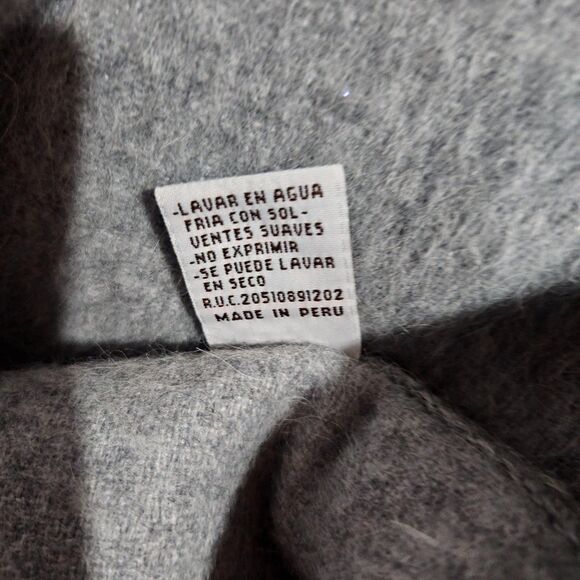 -LAVAR EN AGUA
FRIA CON SOL-
VENTES SUAVES
-NO EXPRIMIR
-SE PUEDE LAVAR
EN SECO
R.U.C.20510891202
MADE IN PERU